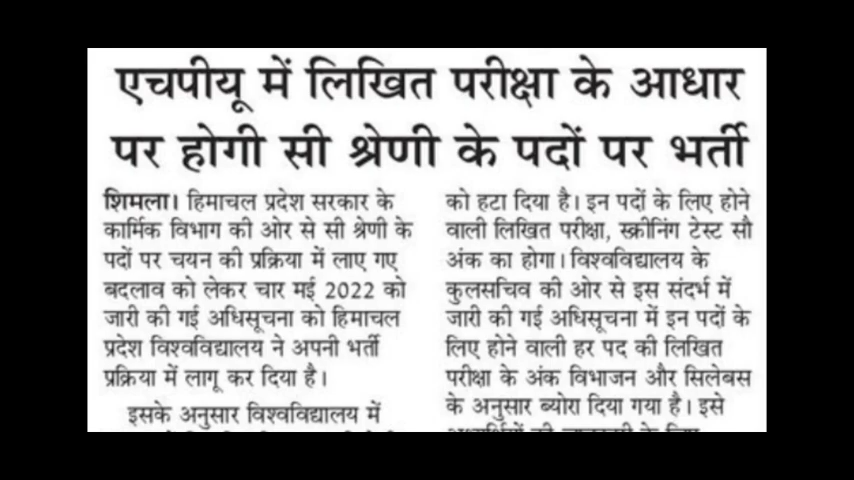 एचपीयू में लिखित परीक्षा के आधार
पर होगी सी श्रेणी के पदों पर भर्ती
शिमला। हिमाचल प्रदेश सरकार के
कार्मिक विभाग की ओर से सी श्रेणी के
पदों पर चयन की प्रक्रिया में लाए गए
बदलाव को लेकर चार मई 2022 को
जारी की गई अधिसूचना को हिमाचल
प्रदेश विश्वविद्यालय ने अपनी भर्ती
प्रक्रिया में लागू कर दिया है।
इसके अनुसार विश्वविद्यालय में
को हटा दिया है। इन पदों के लिए होने
वाली लिखित परीक्षा, स्क्रीनिंग टेस्ट सौ
अंक का होगा। विश्वविद्यालय के
कुलसचिव की ओर से इस संदर्भ में
जारी की गई अधिसूचना में इन पदों के
लिए होने वाली हर पद की लिखित
परीक्षा के अंक विभाजन और सिलेबस
के अनुसार ब्योरा दिया गया है। इसे